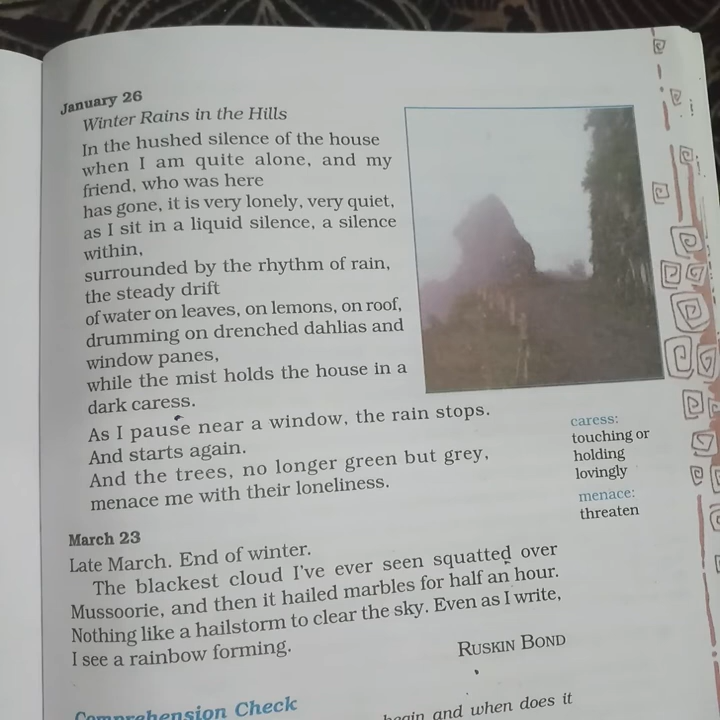 January 26
Winter Rains in the Hills
In the hushed silence of the house
when I am quite alone, and my
friend, who was here
has gone, it is very lonely, very quiet,
as I sit in a liquid silence, a silence
within,
surrounded by the rhythm of rain,
the steady drift
of water on leaves, on lemons, on roof,
drumming on drenched dahlias and
window panes,
while the mist holds the house in a
dark caress.
As I pause near a window, the rain stops.
And starts again.
And the trees, no longer green but grey,
menace me with their loneliness.
caress:
touching or
holding
lovingly
menace:
threaten
March 23
Late March. End of winter.
The blackest cloud I've ever seen squatted over
Mussoorie, and then it hailed marbles for half an hour.
Nothing like a hailstorm to clear the sky. Even as I write,
I see a rainbow forming.
RUSKIN BOND
Comprehension Check
begin and when does it